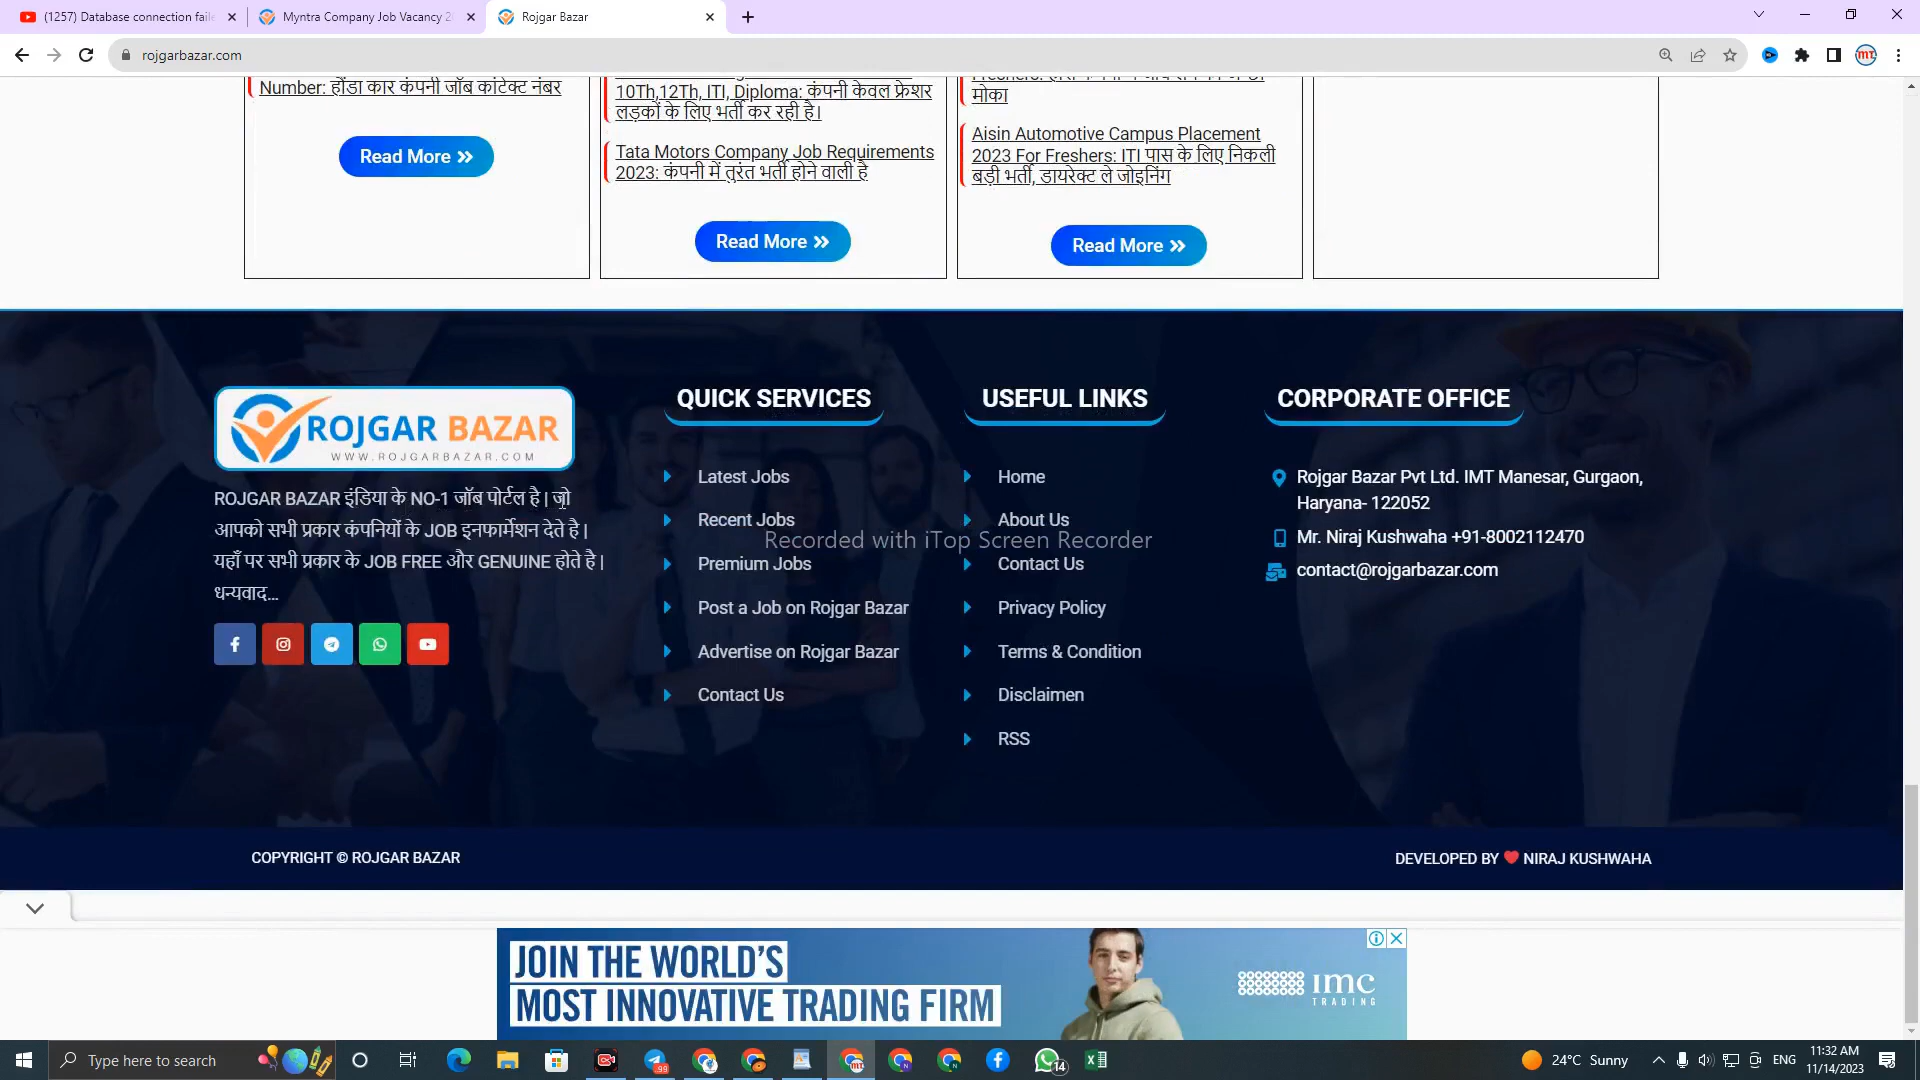 (1257) Database connection faile
Myntra Company Job Vacancy 2
Rojgar Bazar
rojgarbazar.com
Number: हौंडा कार कंपनी जॉब कांटेक्ट नंबर
Read More
10Th,12Th, ITI, Diploma: कंपनी केवल फ्रेशर
लड़कों के लिए भर्ती कर रही है।
Tata Motors Company Job Requirements
2023: कंपनी में तुरंत भर्ती होने वाली है
Read More
मोका
Aisin Automotive Campus Placement
2023 For Freshers: ITI पास के लिए निकली
बड़ी भर्ती, डायरेक्ट ले जोइनिंग
Read More
ROJGAR BAZAR
WWW.ROJGARBAZAR.COM
ROJGAR BAZAR इंडिया के NO-1 जॉब पोर्टल है | जो
आपको सभी प्रकार कंपनियों के JOB इनफार्मेशन देते है |
यहाँ पर सभी प्रकार के JOB FREE और GENUINE होते है |
धन्यवाद...
QUICK SERVICES
Latest Jobs
Recent Jobs
Premium Jobs
Post a Job on Rojgar Bazar
Advertise on Rojgar Bazar
Contact Us
USEFUL LINKS
Home
About Us
Contact Us
Privacy Policy
Terms & Condition
Disclaimen
RSS
CORPORATE OFFICE
Rojgar Bazar Pvt Ltd. IMT Manesar, Gurgaon,
Haryana- 122052
Mr. Niraj Kushwaha +91-8002112470
contact@rojgarbazar.com
Recorded with iTop Screen Recorder
COPYRIGHT © ROJGAR BAZAR
DEVELOPED BY ❤ NIRAJ KUSHWAHA
JOIN THE WORLD'S
MOST INNOVATIVE TRADING FIRM
imc
TRADING
Type here to search
99
14
24°C Sunny
ENG
11:32 AM
11/14/2023